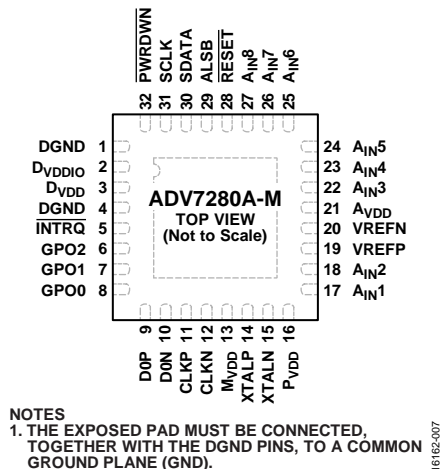 32 PWRDWN
31 SCLK
30 SDATA
29 ALSB
28 RESET
27 AIN8
26 AIN7
25 AIN6
DGND 1
DVDDIO 2
DVDD 3
DGND 4
INTRQ 5
GPO2 6
GPO1 7
GPO0 8
ADV7280A-M
TOP VIEW
(Not to Scale)
24 AIN5
23 AIN4
22 AIN3
21 AVDD
20 VREFN
19 VREFP
18 AIN2
17 AIN1
D0P 9
D0N 10
CLKP 11
CLKN 12
MVDD 13
XTALP 14
XTALN 15
PVDD 16
NOTES
1. THE EXPOSED PAD MUST BE CONNECTED,
TOGETHER WITH THE DGND PINS, TO A COMMON
GROUND PLANE (GND).
16162-007